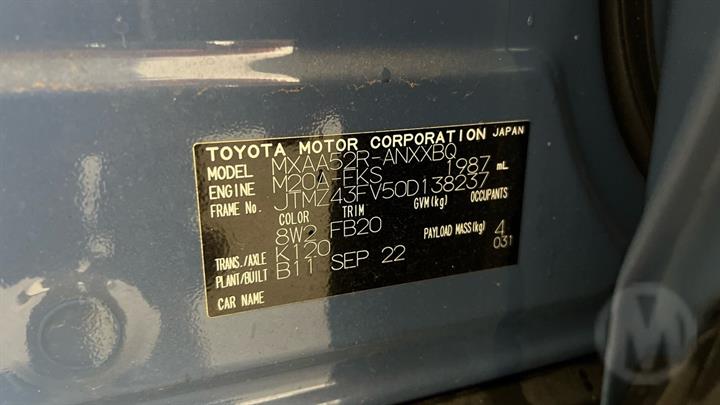 TOYOTA MOTOR CORPORATION JAPAN
MODEL MXAA52R-ANXXBQ
ENGINE M20A-FKS 1987 mL
FRAME No. JTMZ43FV50D138237
COLOR TRIM GVM(kg) OCCUPANTS
8W2 FB20
TRANS./AXLE K120 PAYLOAD MASS(kg) 4
PLANT/BUILT B11 SEP 22 031
CAR NAME
M